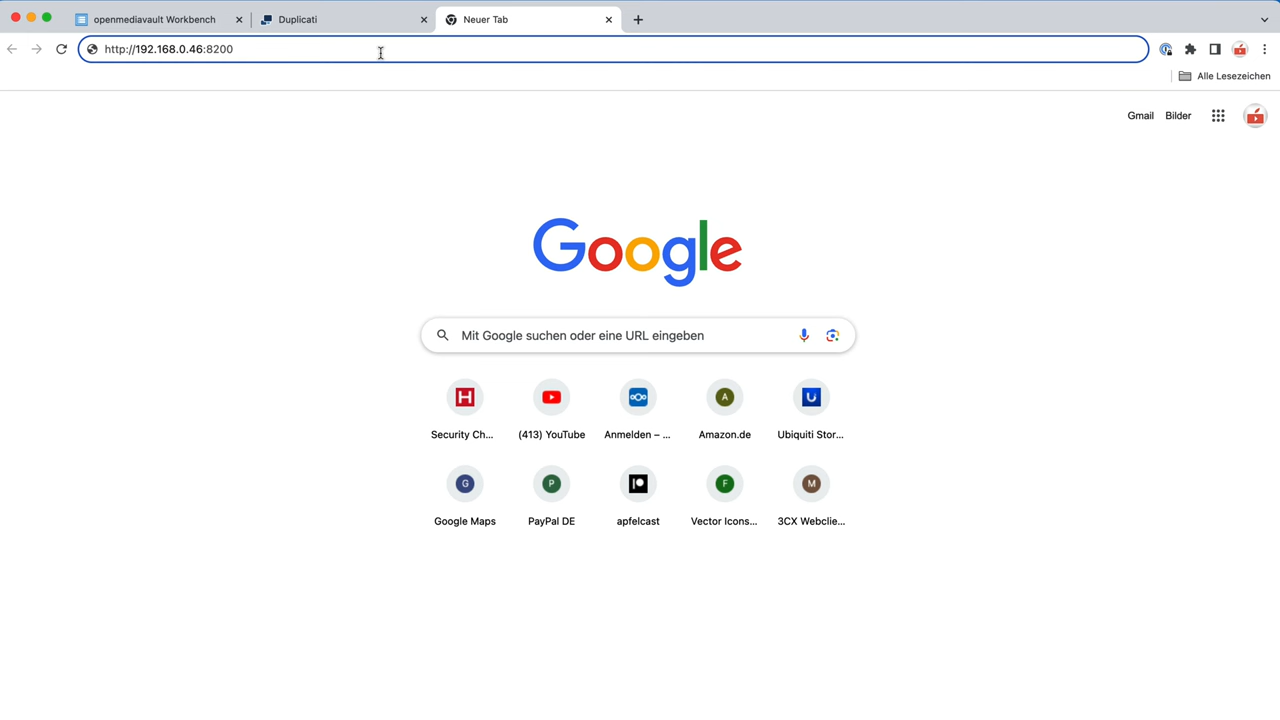 openmediavault Workbench
Duplicati
Neuer Tab
http://192.168.0.46:8200
Alle Lesezeichen
Gmail
Bilder
Google
Mit Google suchen oder eine URL eingeben
Security Ch...
(413) YouTube
Anmelden – ...
Amazon.de
Ubiquiti Stor...
Google Maps
PayPal DE
apfelcast
Vector Icons...
3CX Webclie...